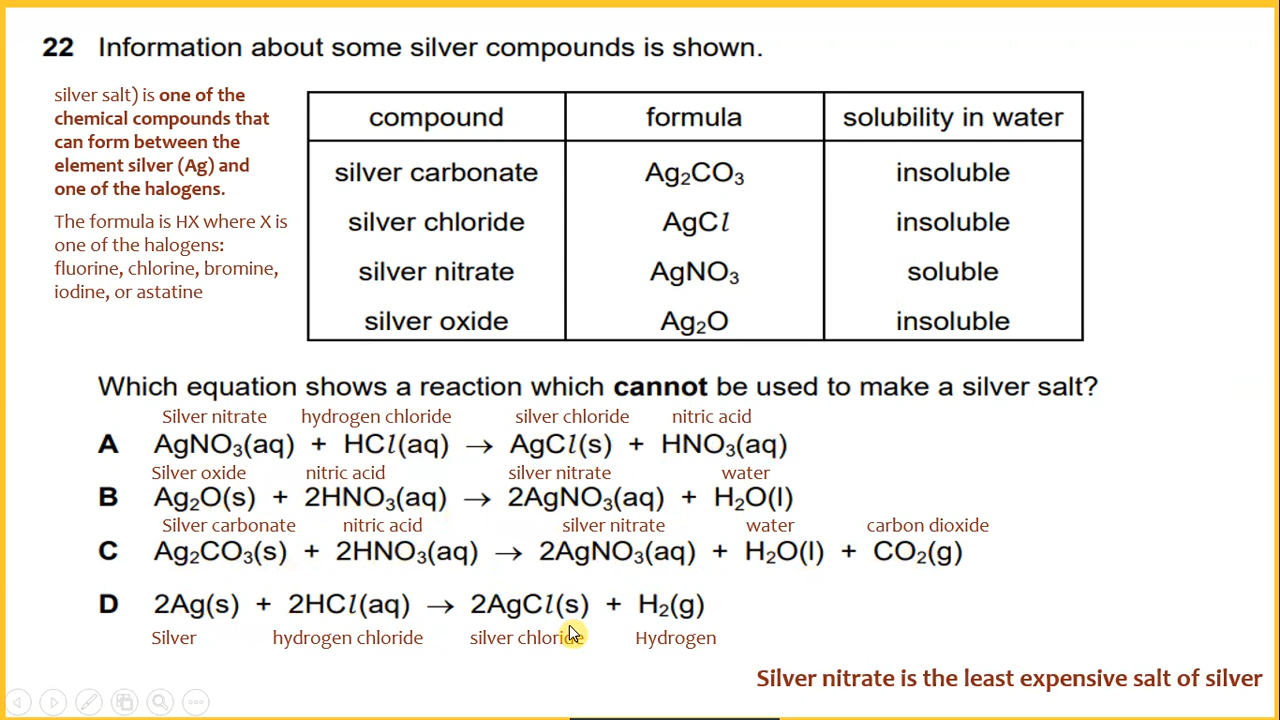 22 Information about some silver compounds is shown.
silver salt) is one of the
chemical compounds that
can form between the
element silver (Ag) and
one of the halogens.
The formula is HX where X is
one of the halogens:
fluorine, chlorine, bromine,
iodine, or astatine
compound formula solubility in water
silver carbonate Ag₂CO₃ insoluble
silver chloride AgCl insoluble
silver nitrate AgNO₃ soluble
silver oxide Ag₂O insoluble
Which equation shows a reaction which cannot be used to make a silver salt?
Silver nitrate hydrogen chloride silver chloride nitric acid
A AgNO₃(aq) + HCl(aq) → AgCl(s) + HNO₃(aq)
Silver oxide nitric acid silver nitrate water
B Ag₂O(s) + 2HNO₃(aq) → 2AgNO₃(aq) + H₂O(l)
Silver carbonate nitric acid silver nitrate water carbon dioxide
C Ag₂CO₃(s) + 2HNO₃(aq) → 2AgNO₃(aq) + H₂O(l) + CO₂(g)
D 2Ag(s) + 2HCl(aq) → 2AgCl(s) + H₂(g)
Silver hydrogen chloride silver chloride Hydrogen
Silver nitrate is the least expensive salt of silver